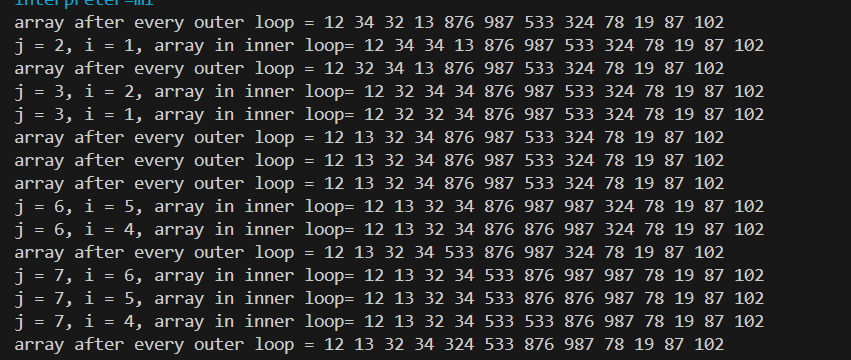 interpreter=mi
array after every outer loop = 12 34 32 13 876 987 533 324 78 19 87 102
j = 2, i = 1, array in inner loop= 12 34 34 13 876 987 533 324 78 19 87 102
array after every outer loop = 12 32 34 13 876 987 533 324 78 19 87 102
j = 3, i = 2, array in inner loop= 12 32 34 34 876 987 533 324 78 19 87 102
j = 3, i = 1, array in inner loop= 12 32 32 34 876 987 533 324 78 19 87 102
array after every outer loop = 12 13 32 34 876 987 533 324 78 19 87 102
array after every outer loop = 12 13 32 34 876 987 533 324 78 19 87 102
array after every outer loop = 12 13 32 34 876 987 533 324 78 19 87 102
j = 6, i = 5, array in inner loop= 12 13 32 34 876 987 987 324 78 19 87 102
j = 6, i = 4, array in inner loop= 12 13 32 34 876 876 987 324 78 19 87 102
array after every outer loop = 12 13 32 34 533 876 987 324 78 19 87 102
j = 7, i = 6, array in inner loop= 12 13 32 34 533 876 987 987 78 19 87 102
j = 7, i = 5, array in inner loop= 12 13 32 34 533 876 876 987 78 19 87 102
j = 7, i = 4, array in inner loop= 12 13 32 34 533 533 876 987 78 19 87 102
array after every outer loop = 12 13 32 34 324 533 876 987 78 19 87 102